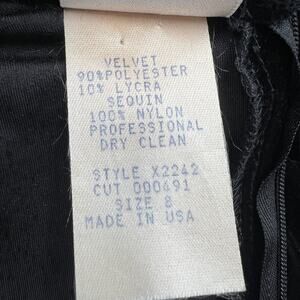 VELVET
90%POLYESTER
10% LYCRA
SEQUIN
100% NYLON
PROFESSIONAL
DRY CLEAN
STYLE X2242
CUT 000691
SIZE 8
MADE IN USA